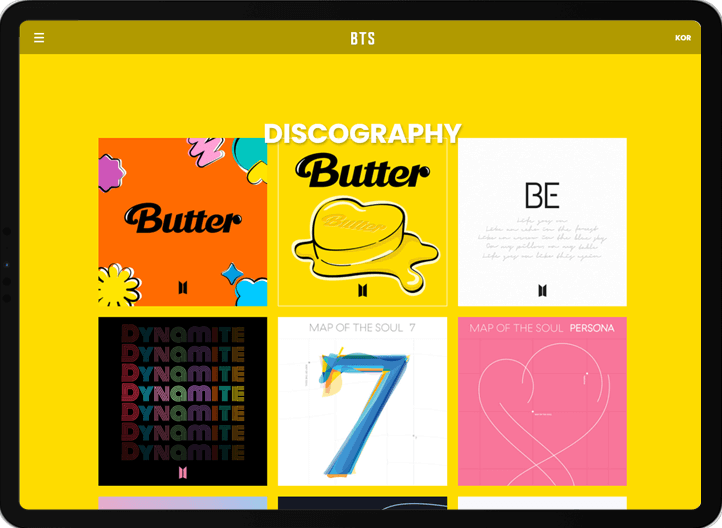 BTS
KOR
DISCOGRAPHY
Butter
Butter
Butter
BE
DYNAMITE
DYNAMITE
DYNAMITE
DYNAMITE
DYNAMITE
DYNAMITE
DYNAMITE
MAP OF THE SOUL 7
7
MAP OF THE SOUL PERSONA